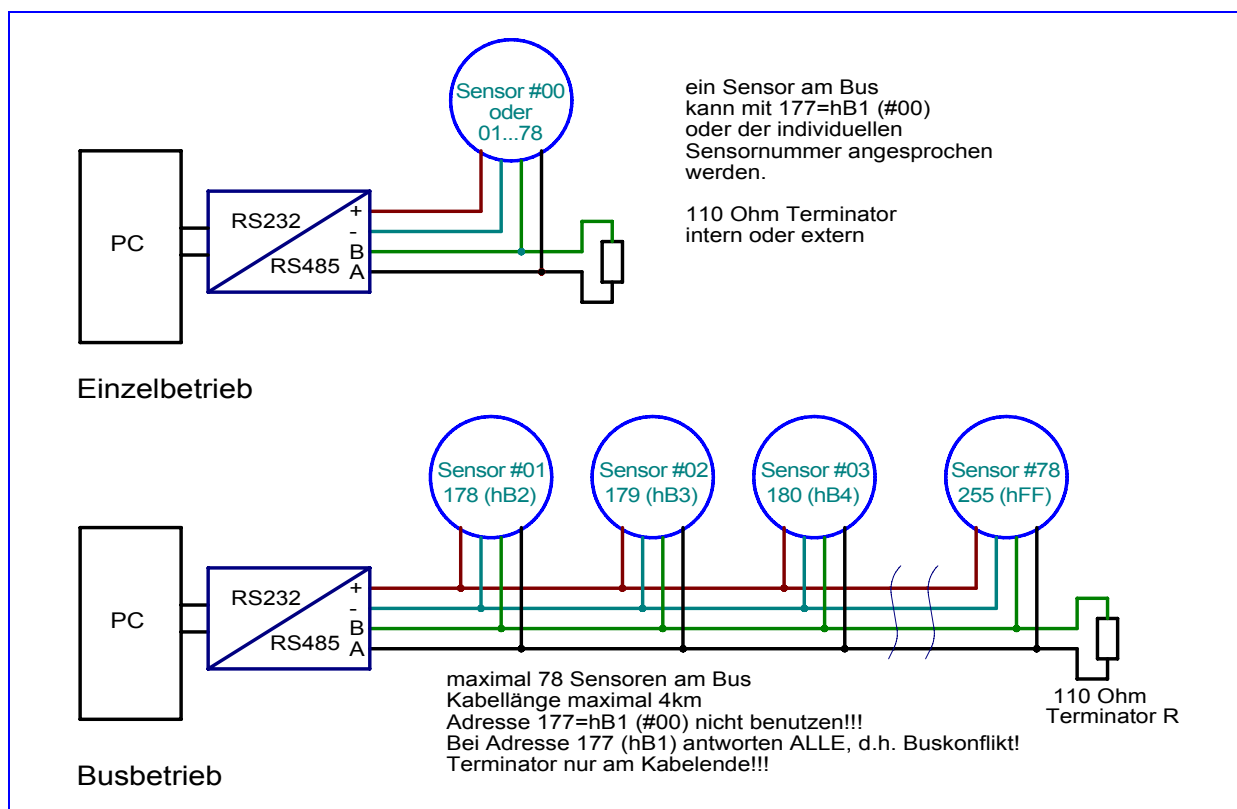 Sensor #00
oder
01...78
ein Sensor am Bus
kann mit 177=hB1 (#00)
oder der individuellen
Sensornummer angesprochen
werden.
110 Ohm Terminator
intern oder extern
PC
RS232
RS485
+
-
B
A
Einzelbetrieb
Sensor #01
178 (hB2)
Sensor #02
179 (hB3)
Sensor #03
180 (hB4)
Sensor #78
255 (hFF)
PC
RS232
RS485
+
-
B
A
110 Ohm
Terminator R
maximal 78 Sensoren am Bus
Kabellänge maximal 4km
Adresse 177=hB1 (#00) nicht benutzen!!!
Bei Adresse 177 (hB1) antworten ALLE, d.h. Buskonflikt!
Terminator nur am Kabelende!!!
Busbetrieb